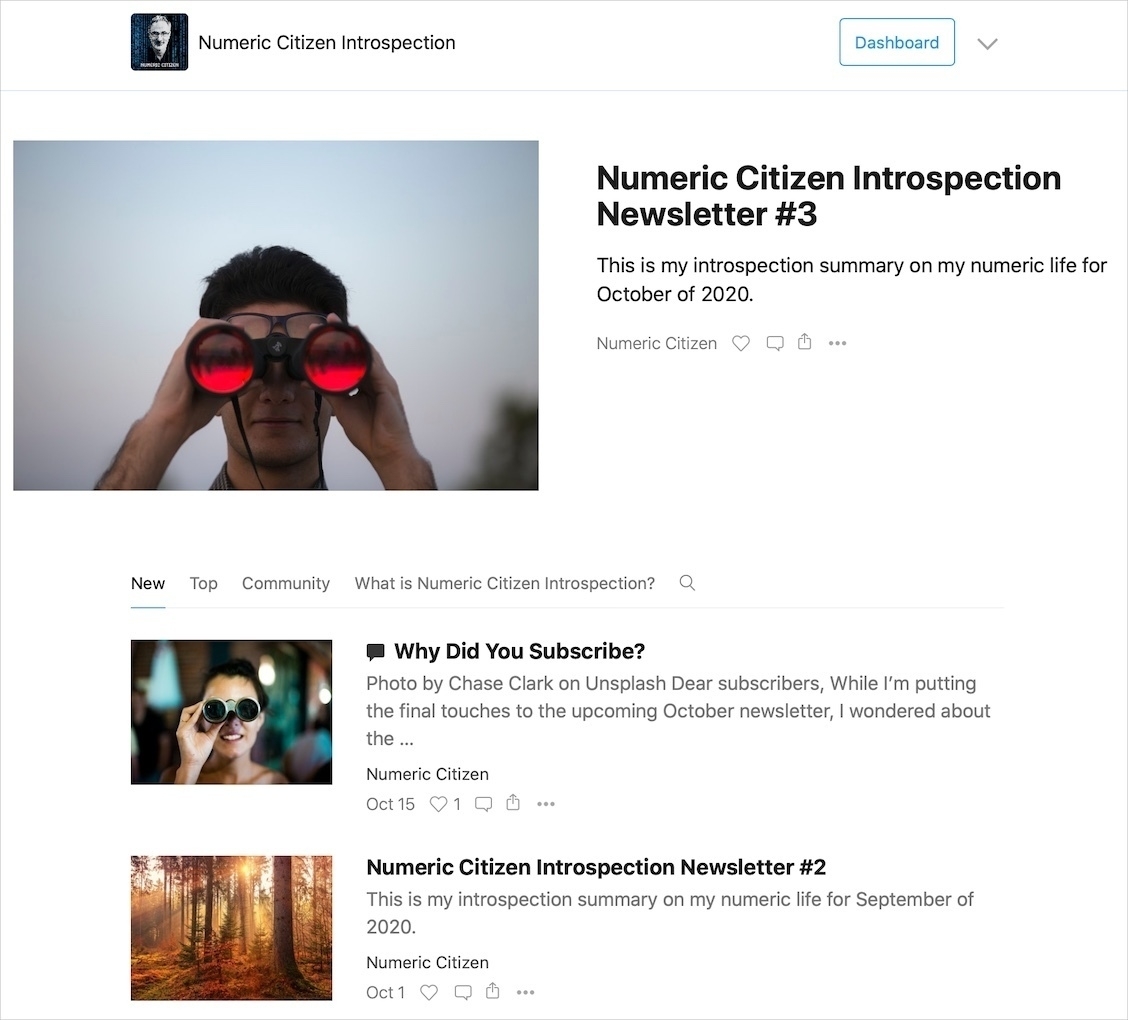 NUMERIC CITIZEN
Numeric Citizen Introspection
Dashboard
Numeric Citizen Introspection
Newsletter #3
This is my introspection summary on my numeric life for
October of 2020.
Numeric Citizen
New Top Community What is Numeric Citizen Introspection?
Why Did You Subscribe?
Photo by Chase Clark on Unsplash Dear subscribers, While I’m putting
the final touches to the upcoming October newsletter, I wondered about
the ...
Numeric Citizen
Oct 15 1
Numeric Citizen Introspection Newsletter #2
This is my introspection summary on my numeric life for September of
2020.
Numeric Citizen
Oct 1